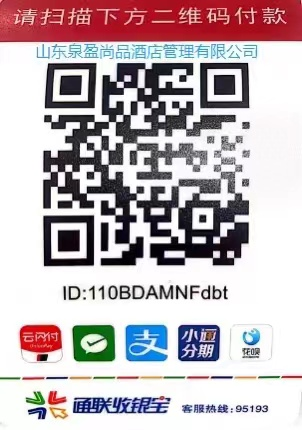 请扫描下方二维码付款
山东泉盈尚品酒店管理有限公司
ID:110BDAMNFdbt
云闪付
支
小通
分期
花呗
通联收银宝 客服热线:95193